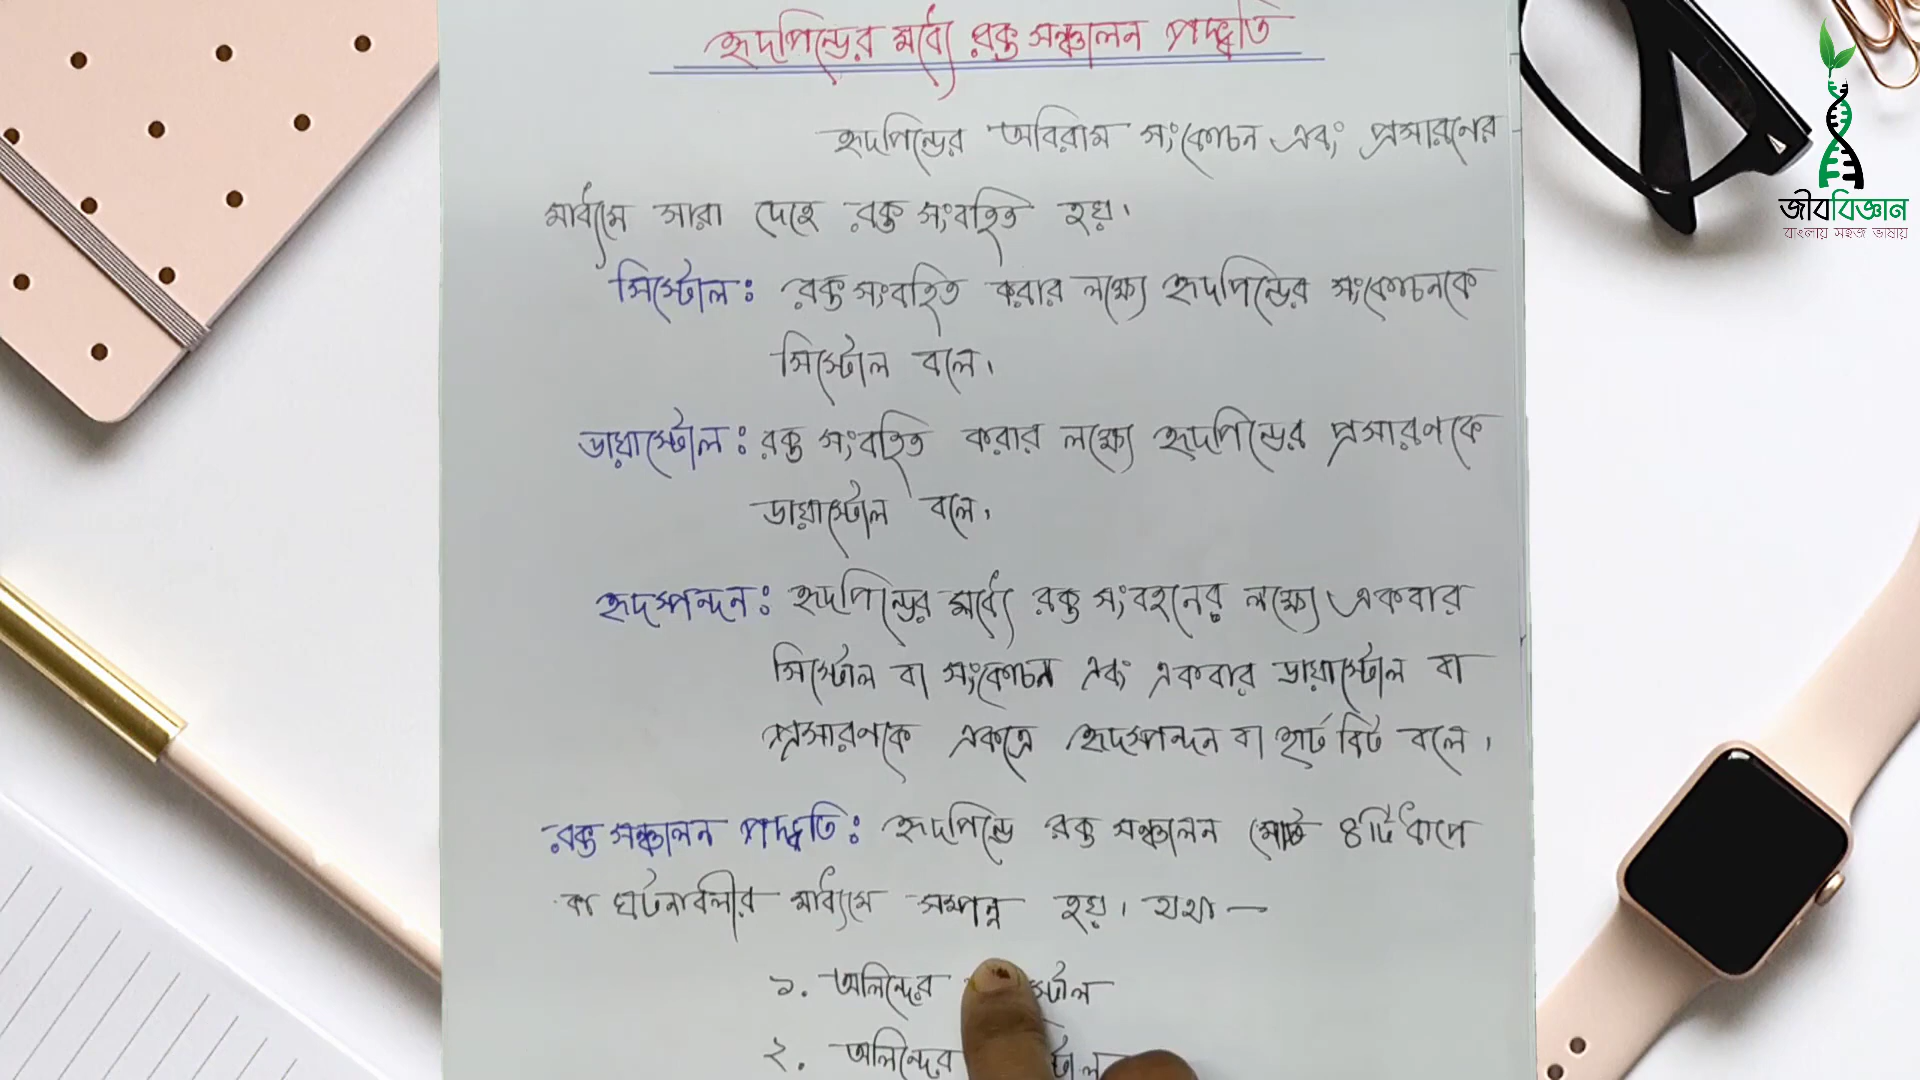 হৃদপিন্ডের মধ্যে রক্ত সঞ্চালন পদ্ধতি
হৃদপিন্ডের অবিরাম সংকোচন এবং প্রসারনের
মাধ্যমে সারা দেহে রক্ত সংবহিত হয়।
সিস্টোল: রক্ত সংবহিত করার লক্ষ্যে হৃদপিন্ডের সংকোচনকে
সিস্টোল বলে।
ডায়াস্টোল: রক্ত সংবহিত করার লক্ষ্যে হৃদপিন্ডের প্রসারণকে
ডায়াস্টোল বলে।
হৃদস্পন্দন: হৃদপিন্ডের মধ্যে রক্ত সংবহনের লক্ষ্যে একবার
সিস্টোল বা সংকোচন এবং একবার ডায়াস্টোল বা
প্রসারণকে একত্রে হৃদস্পন্দন বা হার্ট বিট বলে।
রক্ত সঞ্চালন পদ্ধতি: হৃদপিন্ডে রক্ত সঞ্চালন মোট ৪টি ধাপে
বা ঘটনাবলীর মাধ্যমে সম্পন্ন হয়। যথা —
১. অলিন্দের
২. অলিন্দের
জীববিজ্ঞান
বাংলায় সহজ ভাষায়